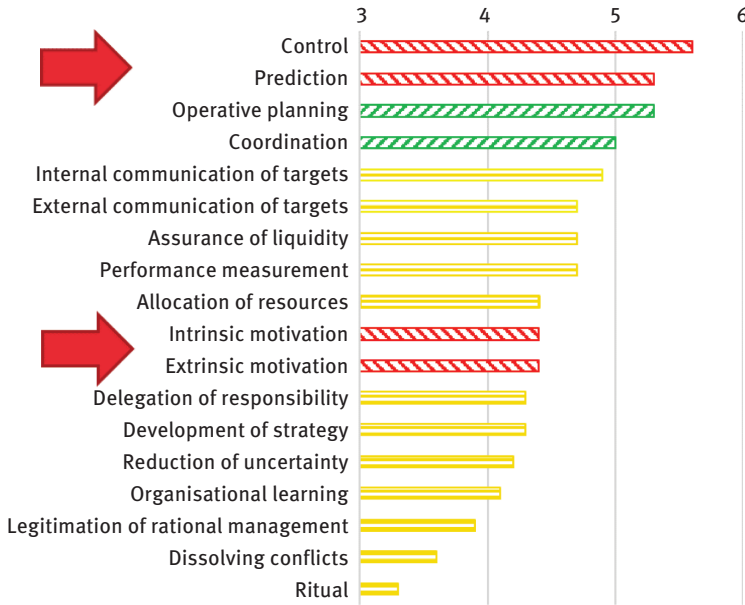 3 4 5 6
Control
Prediction
Operative planning
Coordination
Internal communication of targets
External communication of targets
Assurance of liquidity
Performance measurement
Allocation of resources
Intrinsic motivation
Extrinsic motivation
Delegation of responsibility
Development of strategy
Reduction of uncertainty
Organisational learning
Legitimation of rational management
Dissolving conflicts
Ritual